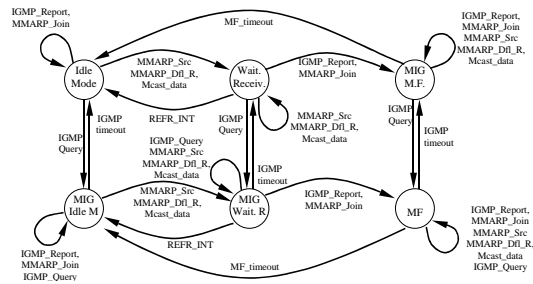 IGMP_Report,
MMARP_Join
MF_timeout
IGMP_Report,
MMARP_Join
MMARP_Src
MMARP_Dfl_R,
Mcast_data
Idle
Mode
MMARP_Src
MMARP_Dfl_R,
Mcast_data
Wait.
Receiv.
IGMP_Report,
MMARP_Join
MIG
M.F.
REFR_INT
MMARP_Src
MMARP_Dfl_R,
Mcast_data
IGMP
Query
IGMP
timeout
IGMP
Query
IGMP
timeout
IGMP
Query
IGMP
timeout
IGMP_Query
MMARP_Src
MMARP_Dfl_R,
Mcast_data
MIG
Idle M
MMARP_Src
MMARP_Dfl_R,
Mcast_data
MIG
Wait. R
IGMP_Report,
MMARP_Join
MF
REFR_INT
IGMP_Report,
MMARP_Join
IGMP_Query
MF_timeout
IGMP_Report,
MMARP_Join
MMARP_Src
MMARP_Dfl_R,
Mcast_data
IGMP_Query